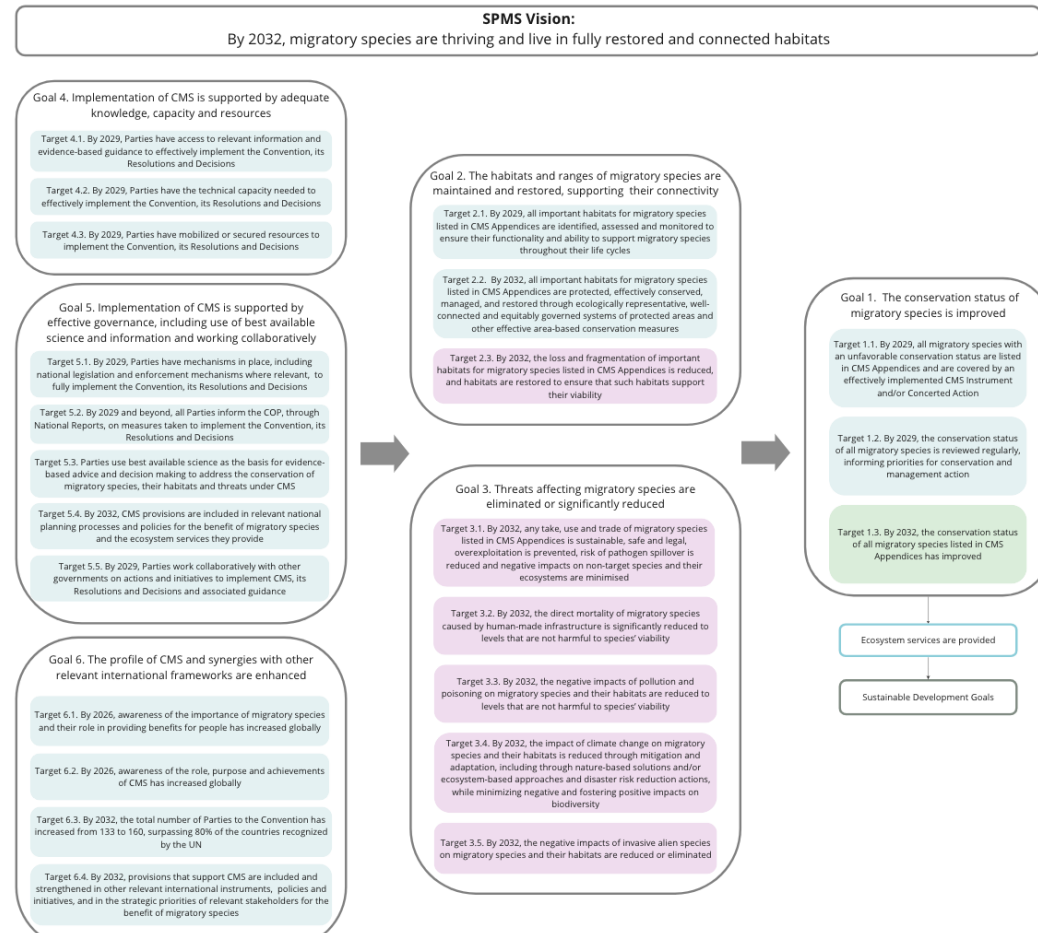 SPMS Vision:
By 2032, migratory species are thriving and live in fully restored and connected habitats
Goal 4. Implementation of CMS is supported by adequate
knowledge, capacity and resources
Target 4.1. By 2029, Parties have access to relevant information and
evidence-based guidance to effectively implement the Convention, its
Resolutions and Decisions
Target 4.2. By 2029, Parties have the technical capacity needed to
effectively implement the Convention, its Resolutions and Decisions
Target 4.3. By 2029, Parties have mobilized or secured resources to
implement the Convention, its Resolutions and Decisions
Goal 5. Implementation of CMS is supported by
effective governance, including use of best available
science and information and working collaboratively
Target 5.1. By 2029, Parties have mechanisms in place, including
national legislation and enforcement mechanisms where relevant, to
fully implement the Convention, its Resolutions and Decisions
Target 5.2. By 2029 and beyond, all Parties inform the COP, through
National Reports, on measures taken to implement the Convention, its
Resolutions and Decisions
Target 5.3. Parties use best available science as the basis for evidence-
based advice and decision making to address the conservation of
migratory species, their habitats and threats under CMS
Target 5.4. By 2032, CMS provisions are included in relevant national
planning processes and policies for the benefit of migratory species
and the ecosystem services they provide
Target 5.5. By 2029, Parties work collaboratively with other
governments on actions and initiatives to implement CMS, its
Resolutions and Decisions and associated guidance
Goal 6. The profile of CMS and synergies with other
relevant international frameworks are enhanced
Target 6.1. By 2026, awareness of the importance of migratory species
and their role in providing benefits for people has increased globally
Target 6.2. By 2026, awareness of the role, purpose and achievements
of CMS has increased globally
Target 6.3. By 2032, the total number of Parties to the Convention has
increased from 133 to 160, surpassing 80% of the countries recognized
by the UN
Target 6.4. By 2032, provisions that support CMS are included and
strengthened in other relevant international instruments, policies and
initiatives, and in the strategic priorities of relevant stakeholders for the
benefit of migratory species
Goal 2. The habitats and ranges of migratory species are
maintained and restored, supporting their connectivity
Target 2.1. By 2029, all important habitats for migratory species
listed in CMS Appendices are identified, assessed and monitored to
ensure their functionality and ability to support migratory species
throughout their life cycles
Target 2.2. By 2032, all important habitats for migratory species
listed in CMS Appendices are protected, effectively conserved,
managed, and restored through ecologically representative, well-
connected and equitably governed systems of protected areas and
other effective area-based conservation measures
Target 2.3. By 2032, the loss and fragmentation of important
habitats for migratory species listed in CMS Appendices is reduced,
and habitats are restored to ensure that such habitats support
their viability
Goal 3. Threats affecting migratory species are
eliminated or significantly reduced
Target 3.1. By 2032, any take, use and trade of migratory species
listed in CMS Appendices is sustainable, safe and legal,
overexploitation is prevented, risk of pathogen spillover is
reduced and negative impacts on non-target species and their
ecosystems are minimised
Target 3.2. By 2032, the direct mortality of migratory species
caused by human-made infrastructure is significantly reduced to
levels that are not harmful to species' viability
Target 3.3. By 2032, the negative impacts of pollution and
poisoning on migratory species and their habitats are reduced to
levels that are not harmful to species' viability
Target 3.4. By 2032, the impact of climate change on migratory
species and their habitats is reduced through mitigation and
adaptation, including through nature-based solutions and/or
ecosystem-based approaches and disaster risk reduction actions,
while minimizing negative and fostering positive impacts on
biodiversity
Target 3.5. By 2032, the negative impacts of invasive alien species
on migratory species and their habitats are reduced or eliminated
Goal 1. The conservation status of
migratory species is improved
Target 1.1. By 2029, all migratory species with
an unfavorable conservation status are listed
in CMS Appendices and are covered by an
effectively implemented CMS Instrument
and/or Concerted Action
Target 1.2. By 2029, the conservation status
of all migratory species is reviewed regularly,
informing priorities for conservation and
management action
Target 1.3. By 2032, the conservation status
of all migratory species listed in CMS
Appendices has improved
Ecosystem services are provided
Sustainable Development Goals